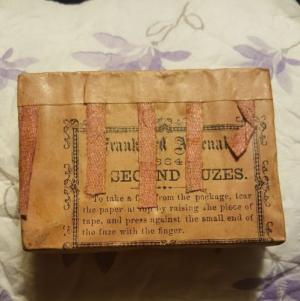 Arsenal
SECOND FUZES.
To take a from the package, tear
the paper at top by raising the piece of
tape, and press against the small end of
the fuze with the finger.